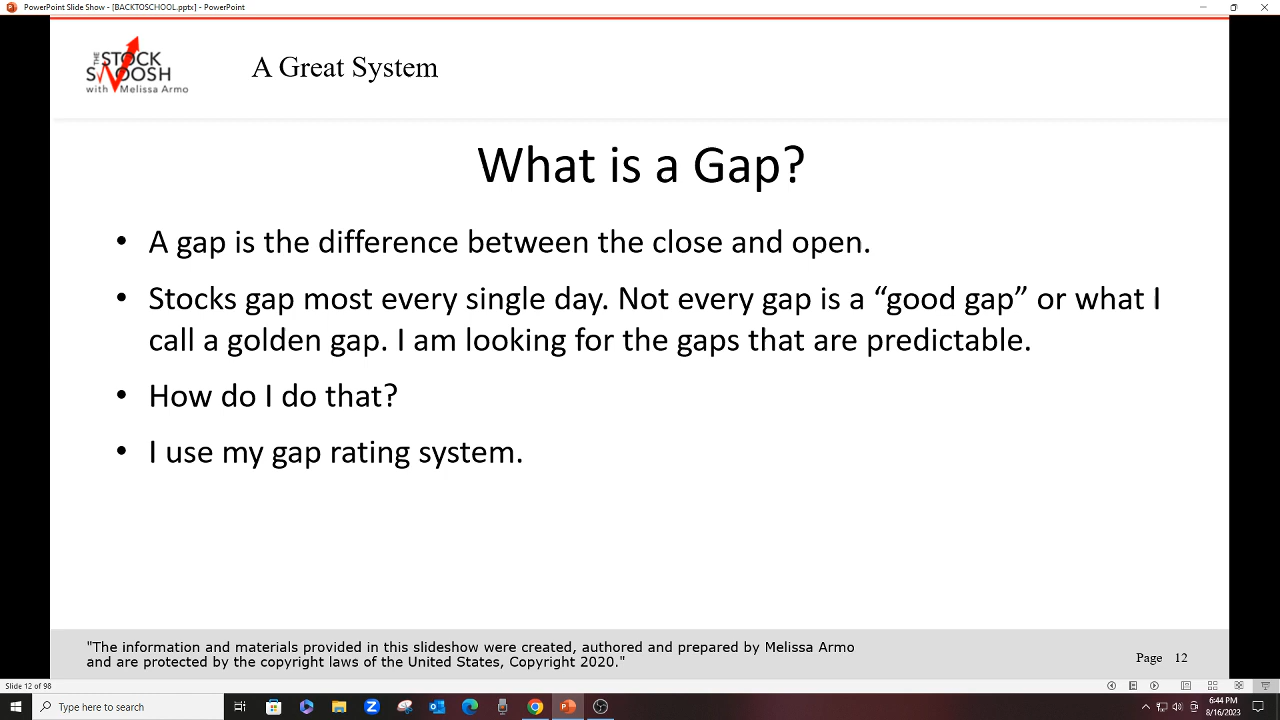 PowerPoint Slide Show - [BACKTOSCHOOL.pptx] - PowerPoint
THE
STOCK
SWOOSH
with Melissa Armo
A Great System
What is a Gap?
• A gap is the difference between the close and open.
• Stocks gap most every single day. Not every gap is a “good gap” or what I
call a golden gap. I am looking for the gaps that are predictable.
• How do I do that?
• I use my gap rating system.
"The information and materials provided in this slideshow were created, authored and prepared by Melissa Armo
and are protected by the copyright laws of the United States, Copyright 2020."
Page 12
Slide 12 of 98
Type here to search
6:44 PM
8/16/2023